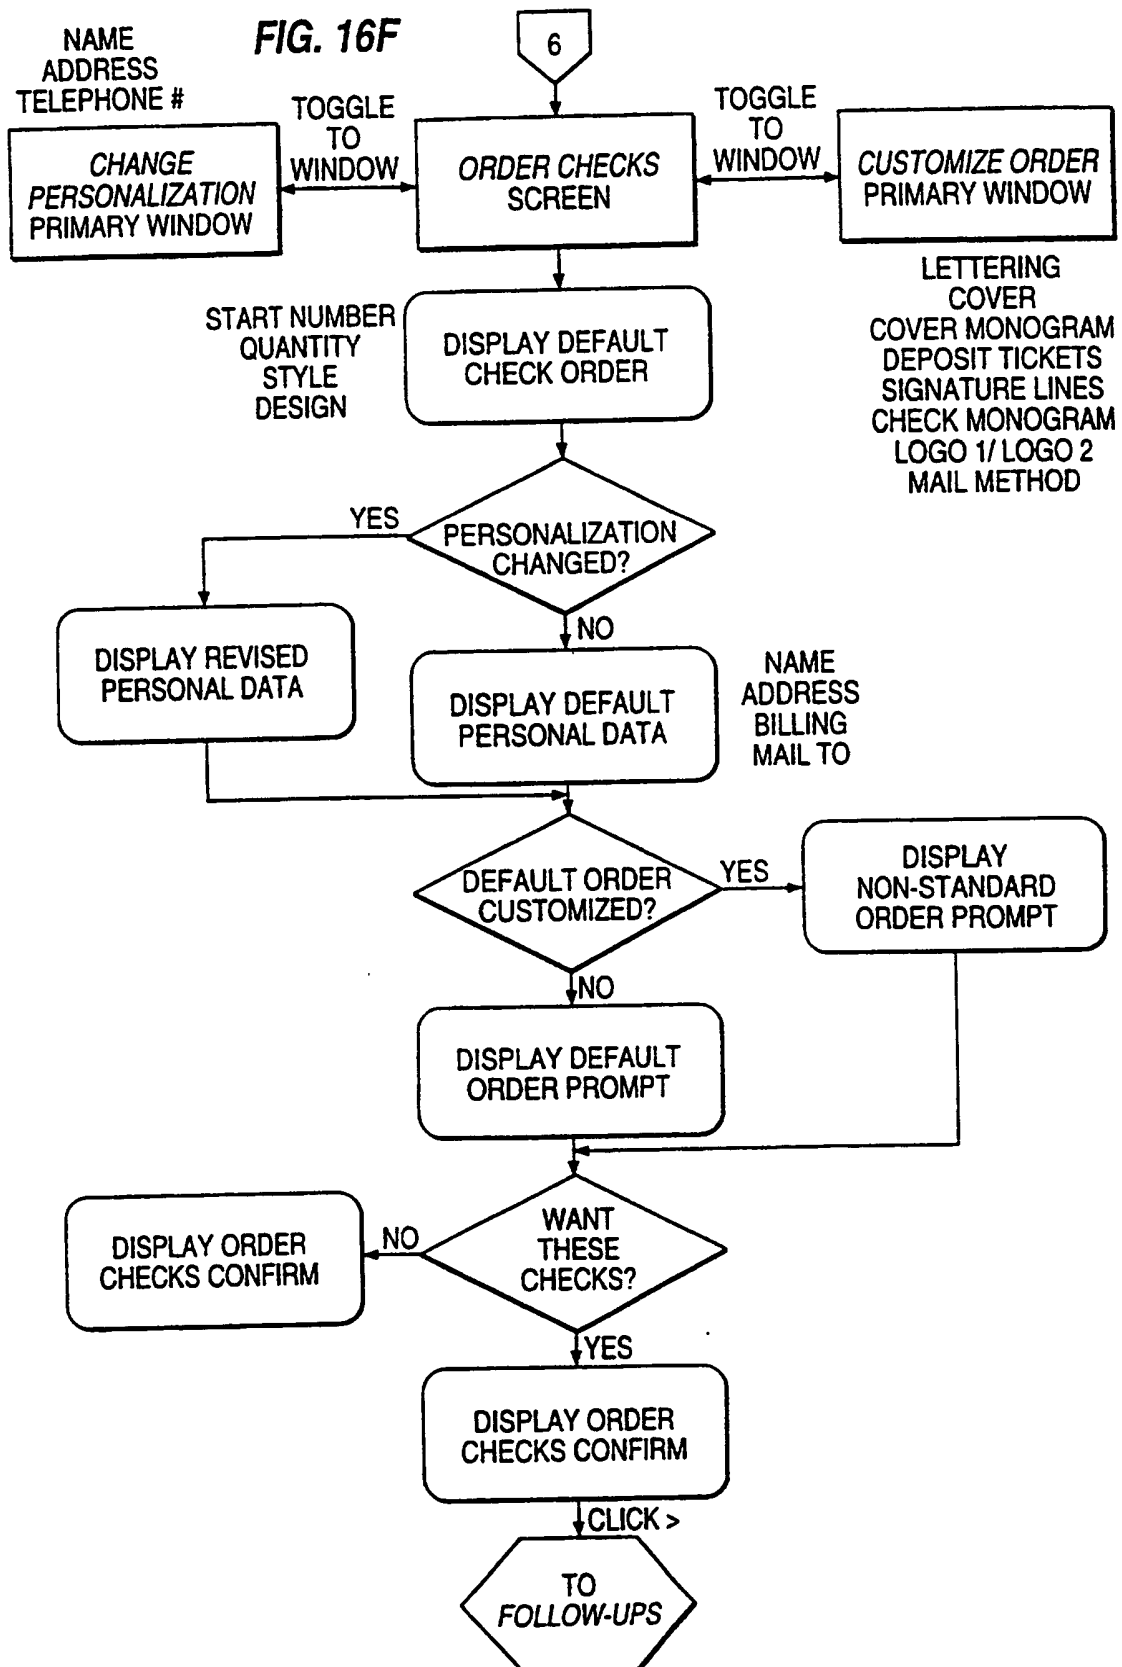 FIG. 16F
6
NAME
ADDRESS
TELEPHONE #
CHANGE
PERSONALIZATION
PRIMARY WINDOW
TOGGLE
TO
WINDOW
ORDER CHECKS
SCREEN
TOGGLE
TO
WINDOW
CUSTOMIZE ORDER
PRIMARY WINDOW
LETTERING
COVER
COVER MONOGRAM
DEPOSIT TICKETS
SIGNATURE LINES
CHECK MONOGRAM
LOGO 1/ LOGO 2
MAIL METHOD
START NUMBER
QUANTITY
STYLE
DESIGN
DISPLAY DEFAULT
CHECK ORDER
PERSONALIZATION
CHANGED?
YES
DISPLAY REVISED
PERSONAL DATA
NO
DISPLAY DEFAULT
PERSONAL DATA
NAME
ADDRESS
BILLING
MAIL TO
DEFAULT ORDER
CUSTOMIZED?
YES
DISPLAY
NON-STANDARD
ORDER PROMPT
NO
DISPLAY DEFAULT
ORDER PROMPT
WANT
THESE
CHECKS?
NO
DISPLAY ORDER
CHECKS CONFIRM
YES
DISPLAY ORDER
CHECKS CONFIRM
CLICK >
TO
FOLLOW-UPS